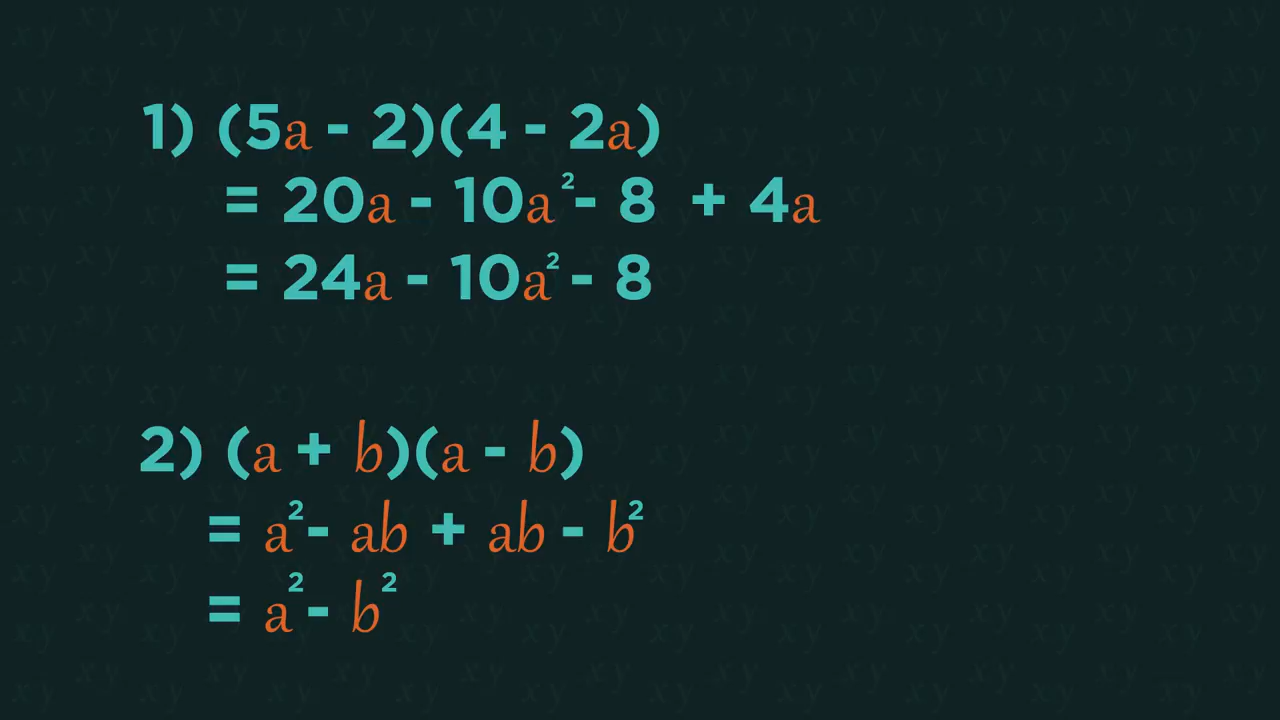 1) (5a - 2)(4 - 2a)
= 20a - 10a² - 8 + 4a
= 24a - 10a² - 8
2) (a + b)(a - b)
= a² - ab + ab - b²
= a² - b²